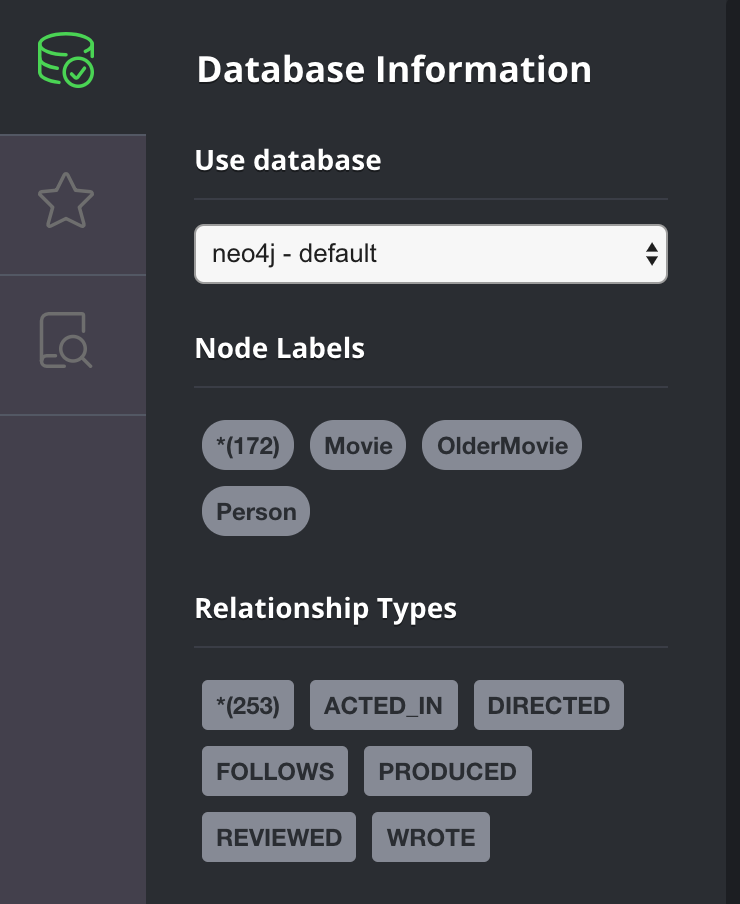 Database Information
Use database
neo4j - default
Node Labels
*(172) Movie OlderMovie
Person
Relationship Types
*(253) ACTED_IN DIRECTED
FOLLOWS PRODUCED
REVIEWED WROTE